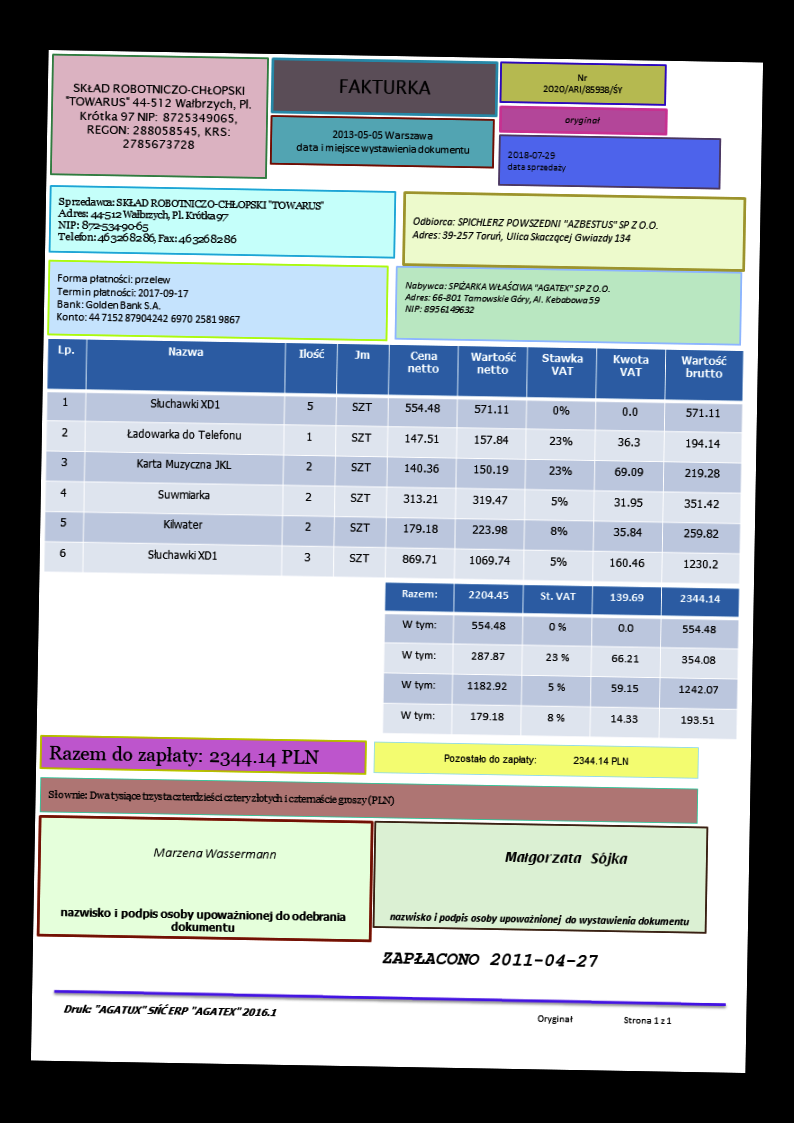 SKŁAD ROBOTNICZO-CHŁOPSKI
"TOWARUS" 44-512 Wałbrzych, Pl.
Krótka 97 NIP: 8725349065,
REGON: 288058545, KRS:
2785673728
FAKTURKA
2013-05-05 Warszawa
data i miejsce wystawienia dokumentu
Nr
2020/ARI/85938/ŚY
oryginał
2018-07-29
data sprzedaży
Sprzedawca: SKŁAD ROBOTNICZO-CHŁOPSKI "TOWARUS"
Adres: 44-512 Wałbrzych, Pl. Krótka 97
NIP: 872-534-90-65
Telefon: 463268286, Fax: 463268286
Odbiorca: SPICHLERZ POWSZEDNI "AZBESTUS" SP Z O.O.
Adres: 39-257 Toruń, Ulica Skaczącej Gwiazdy 134
Forma płatności: przelew
Termin płatności: 2017-09-17
Bank: Golden Bank S.A.
Konto: 44 7152 87904242 6970 2581 9867
Nabywca: SPIŻARKA WŁAŚCIWA "AGATEX" SP Z O.O.
Adres: 66-801 Tarnowskie Góry, Al. Kebabowa 59
NIP: 8956149632
Lp. Nazwa Ilość Jm Cena netto Wartość netto Stawka VAT Kwota VAT Wartość brutto
1 Słuchawki XD1 5 SZT 554.48 571.11 0% 0.0 571.11
2 Ładowarka do Telefonu 1 SZT 147.51 157.84 23% 36.3 194.14
3 Karta Muzyczna JKL 2 SZT 140.36 150.19 23% 69.09 219.28
4 Suwmiarka 2 SZT 313.21 319.47 5% 31.95 351.42
5 Kilwater 2 SZT 179.18 223.98 8% 35.84 259.82
6 Słuchawki XD1 3 SZT 869.71 1069.74 5% 160.46 1230.2
Razem: 2204.45 St. VAT 139.69 2344.14
W tym: 554.48 0 % 0.0 554.48
W tym: 287.87 23 % 66.21 354.08
W tym: 1182.92 5 % 59.15 1242.07
W tym: 179.18 8 % 14.33 193.51
Razem do zapłaty: 2344.14 PLN
Pozostało do zapłaty: 2344.14 PLN
Słownie: Dwa tysiące trzysta czterdzieści cztery złotych i czternaście groszy (PLN)
Marzena Wassermann
nazwisko i podpis osoby upoważnionej do odebrania
dokumentu
Małgorzata Sójka
nazwisko i podpis osoby upoważnionej do wystawienia dokumentu
ZAPŁACONO 2011-04-27
Druk: "AGATUX" SŃĆ ERP "AGATEX" 2016.1
Oryginał Strona 1 z 1